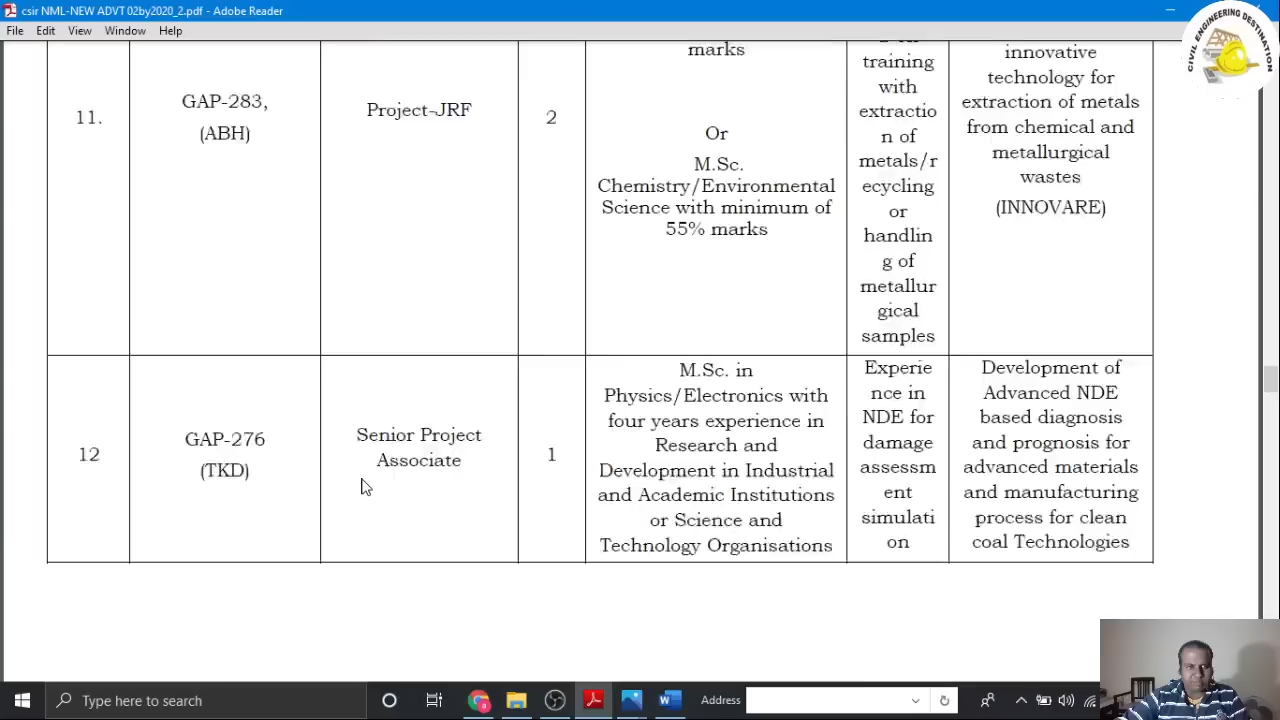 csir NML-NEW ADVT 02by2020_2.pdf - Adobe Reader
File Edit View Window Help
CIVIL ENGINEERING DESTINATION
11.
GAP-283,
(ABH)
Project-JRF
2
marks
Or
M.Sc.
Chemistry/Environmental
Science with minimum of
55% marks
training
with
extractio
n of
metals/r
ecycling
or
handlin
g of
metallur
gical
samples
innovative
technology for
extraction of metals
from chemical and
metallurgical
wastes
(INNOVARE)
12
GAP-276
(TKD)
Senior Project
Associate
1
M.Sc. in
Physics/Electronics with
four years experience in
Research and
Development in Industrial
and Academic Institutions
or Science and
Technology Organisations
Experie
nce in
NDE for
damage
assessm
ent
simulati
on
Development of
Advanced NDE
based diagnosis
and prognosis for
advanced materials
and manufacturing
process for clean
coal Technologies
Type here to search
Address